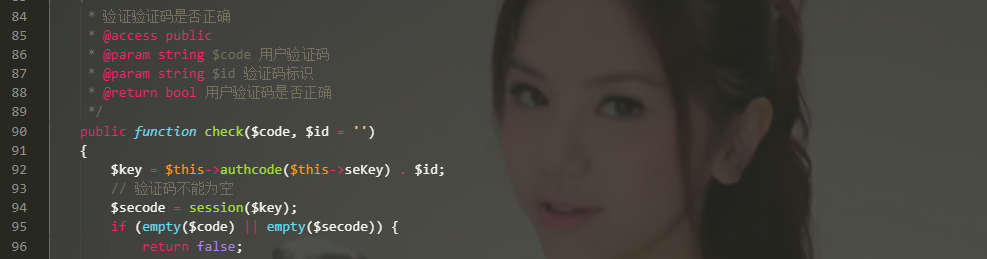 84 * 验证验证码是否正确
85 * @access public
86 * @param string $code 用户验证码
87 * @param string $id 验证码标识
88 * @return bool 用户验证码是否正确
89 */
90 public function check($code, $id = '')
91 {
92 $key = $this->authcode($this->seKey) . $id;
93 // 验证码不能为空
94 $secode = session($key);
95 if (empty($code) || empty($secode)) {
96 return false;